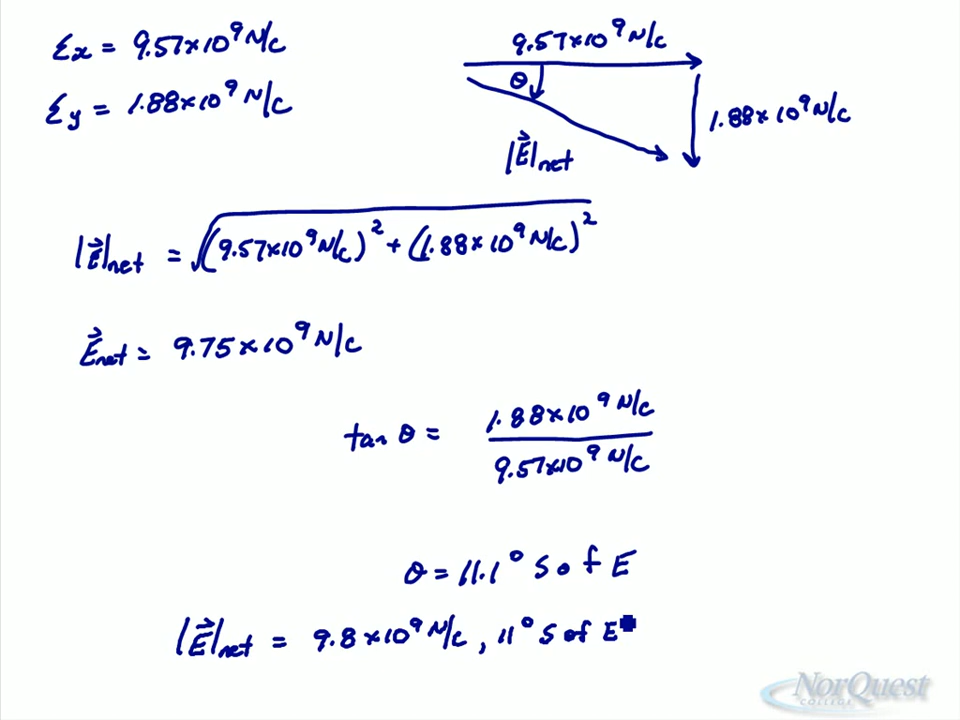 Ex = 9.57×10⁹ N/C
Ey = 1.88×10⁹ N/C
9.57×10⁹ N/C
θ
1.88×10⁹ N/C
|E⃗|net
|E⃗|net = √(9.57×10⁹ N/C)² + (1.88×10⁹ N/C)²
E⃗net = 9.75×10⁹ N/C
tan θ = 1.88×10⁹ N/C
9.57×10⁹ N/C
θ = 11.1° S of E
|E⃗|net = 9.8×10⁹ N/C, 11° S of E
NorQuest
COLLEGE